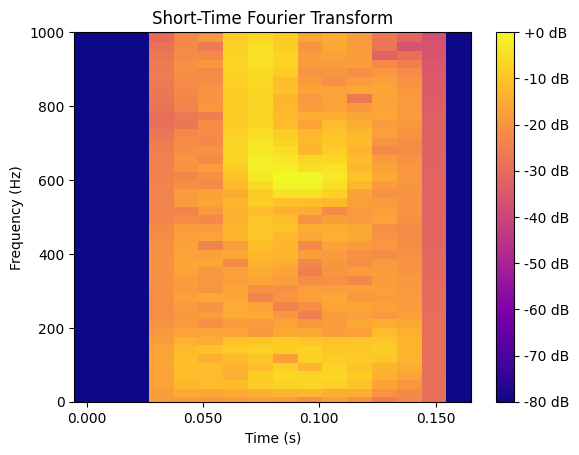 Short-Time Fourier Transform
Frequency (Hz)
1000
800
600
400
200
0
0.000
0.050
0.100
0.150
Time (s)
+0 dB
-10 dB
-20 dB
-30 dB
-40 dB
-50 dB
-60 dB
-70 dB
-80 dB